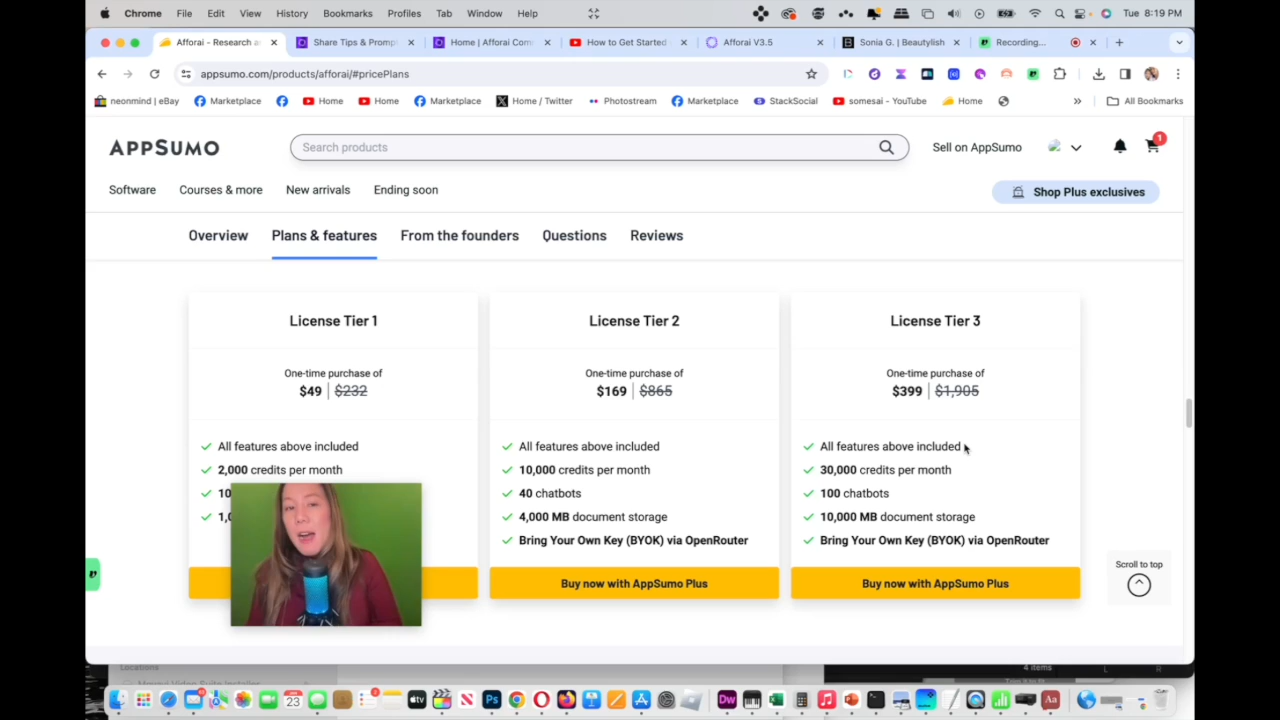 Chrome File Edit View History Bookmarks Profiles Tab Window Help Tue 8:19 PM
Afforai - Research a Share Tips & Promp Home | Afforai Com How to Get Started Afforai V3.5 Sonia G. | Beautylish Recording...
appsumo.com/products/afforai/#pricePlans
neonmind | eBay Marketplace Home Home Marketplace Home / Twitter Photostream Marketplace StackSocial somesai - YouTube Home All Bookmarks
APPSUMO Search products Sell on AppSumo 1
Software Courses & more New arrivals Ending soon Shop Plus exclusives
Overview Plans & features From the founders Questions Reviews
License Tier 1
One-time purchase of
$49 | $232
All features above included
2,000 credits per month
10
1,0
License Tier 2
One-time purchase of
$169 | $865
All features above included
10,000 credits per month
40 chatbots
4,000 MB document storage
Bring Your Own Key (BYOK) via OpenRouter
Buy now with AppSumo Plus
License Tier 3
One-time purchase of
$399 | $1,905
All features above included
30,000 credits per month
100 chatbots
10,000 MB document storage
Bring Your Own Key (BYOK) via OpenRouter
Buy now with AppSumo Plus
Scroll to top
Locations
4 items